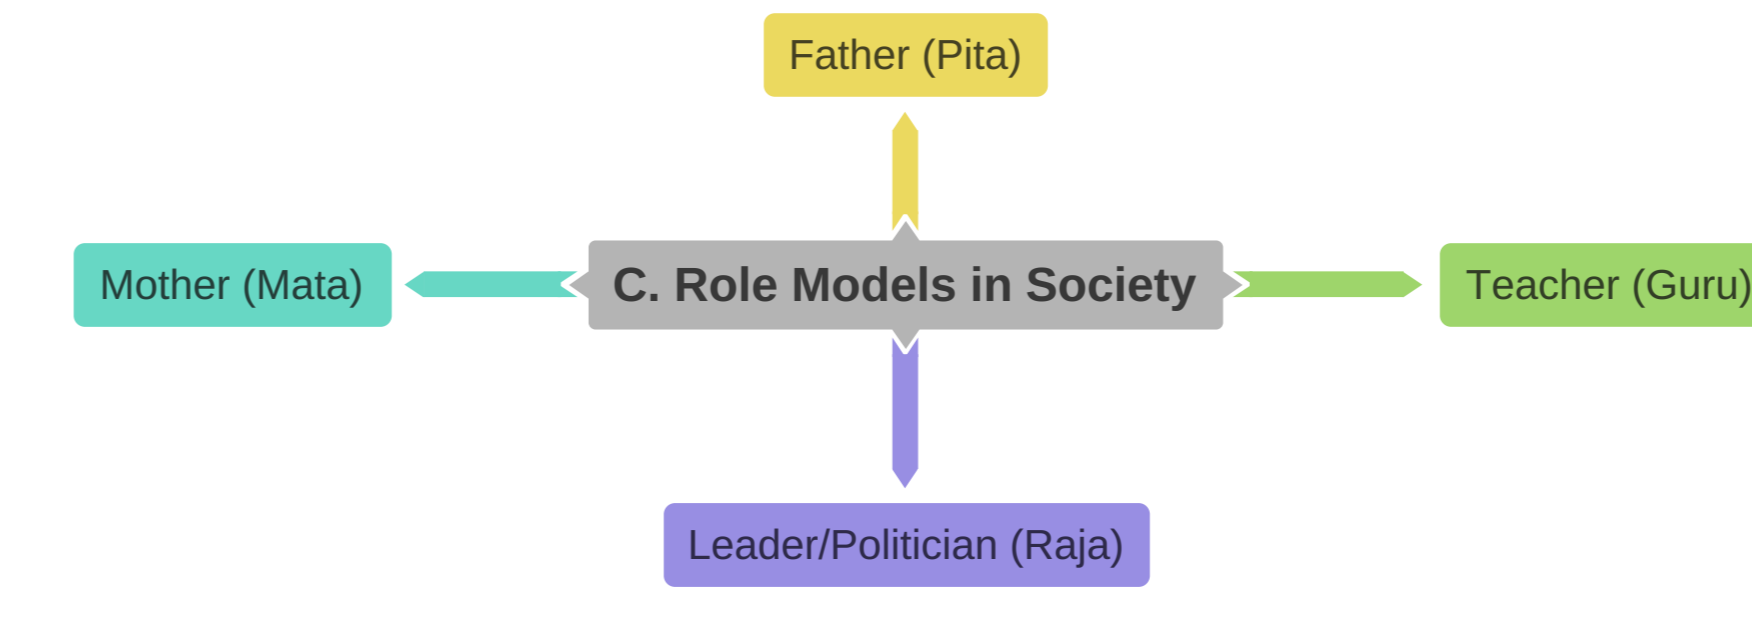 Father (Pita)
Mother (Mata)
C. Role Models in Society
Teacher (Guru)
Leader/Politician (Raja)